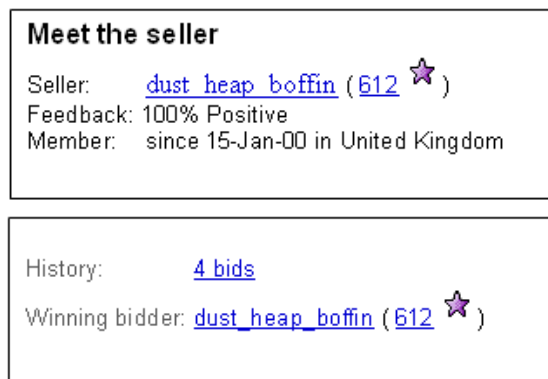 Meet the seller
Seller: dust_heap_boffin ( 612 )
Feedback: 100% Positive
Member: since 15-Jan-00 in United Kingdom
History: 4 bids
Winning bidder: dust_heap_boffin ( 612 )